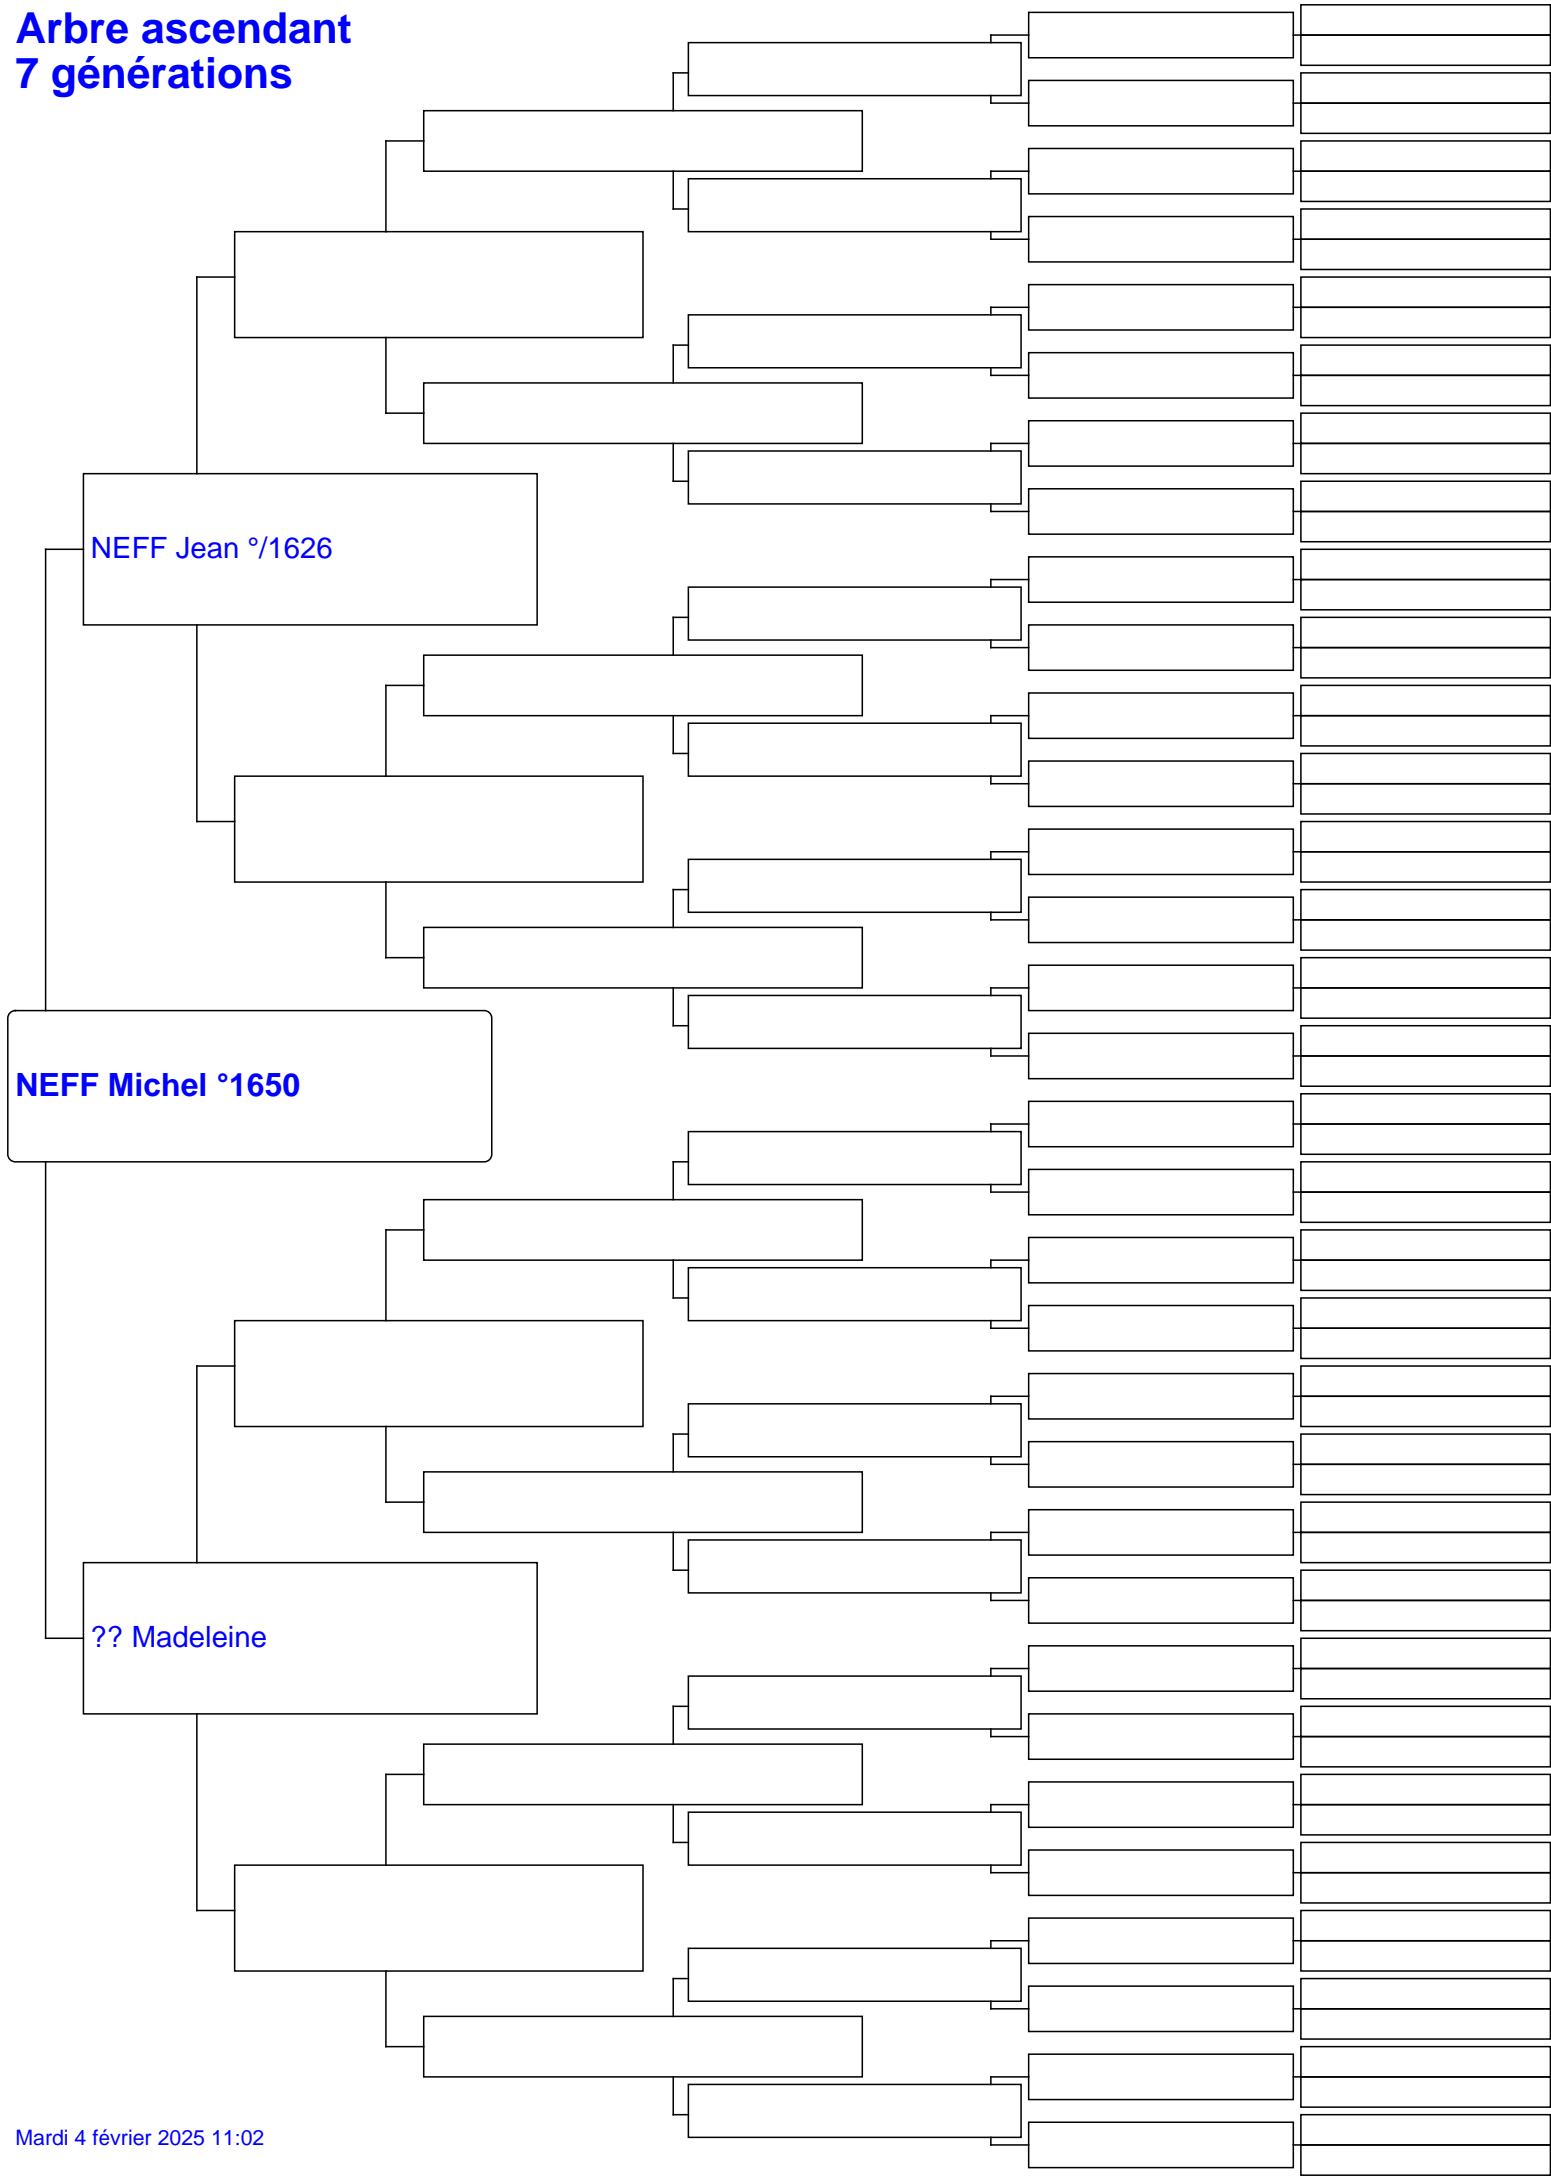 Arbre ascendant
7 générations
NEFF Jean °/1626
NEFF Michel °1650
?? Madeleine
Mardi 4 février 2025 11:02